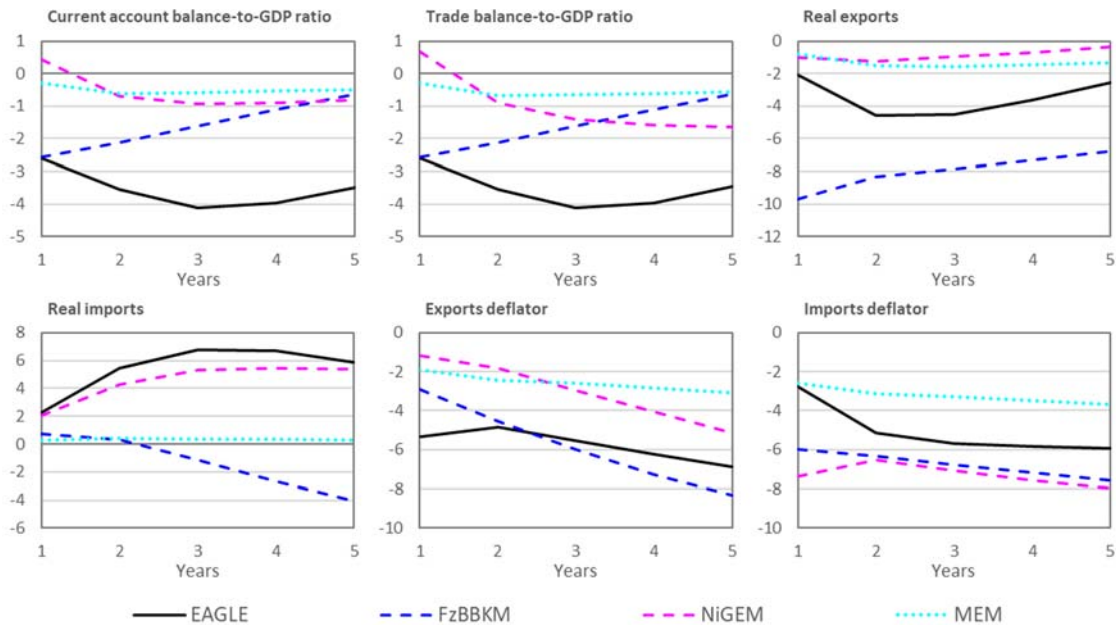 Current account balance-to-GDP ratio
1
0
-1
-2
-3
-4
-5
1 2 3 4 5
Years
Trade balance-to-GDP ratio
1
0
-1
-2
-3
-4
-5
1 2 3 4 5
Years
Real exports
0
-2
-4
-6
-8
-10
-12
1 2 3 4 5
Years
Real imports
8
6
4
2
0
-2
-4
-6
1 2 3 4 5
Years
Exports deflator
0
-2
-4
-6
-8
-10
1 2 3 4 5
Years
Imports deflator
0
-2
-4
-6
-8
-10
1 2 3 4 5
Years
EAGLE FzBBKM NiGEM MEM